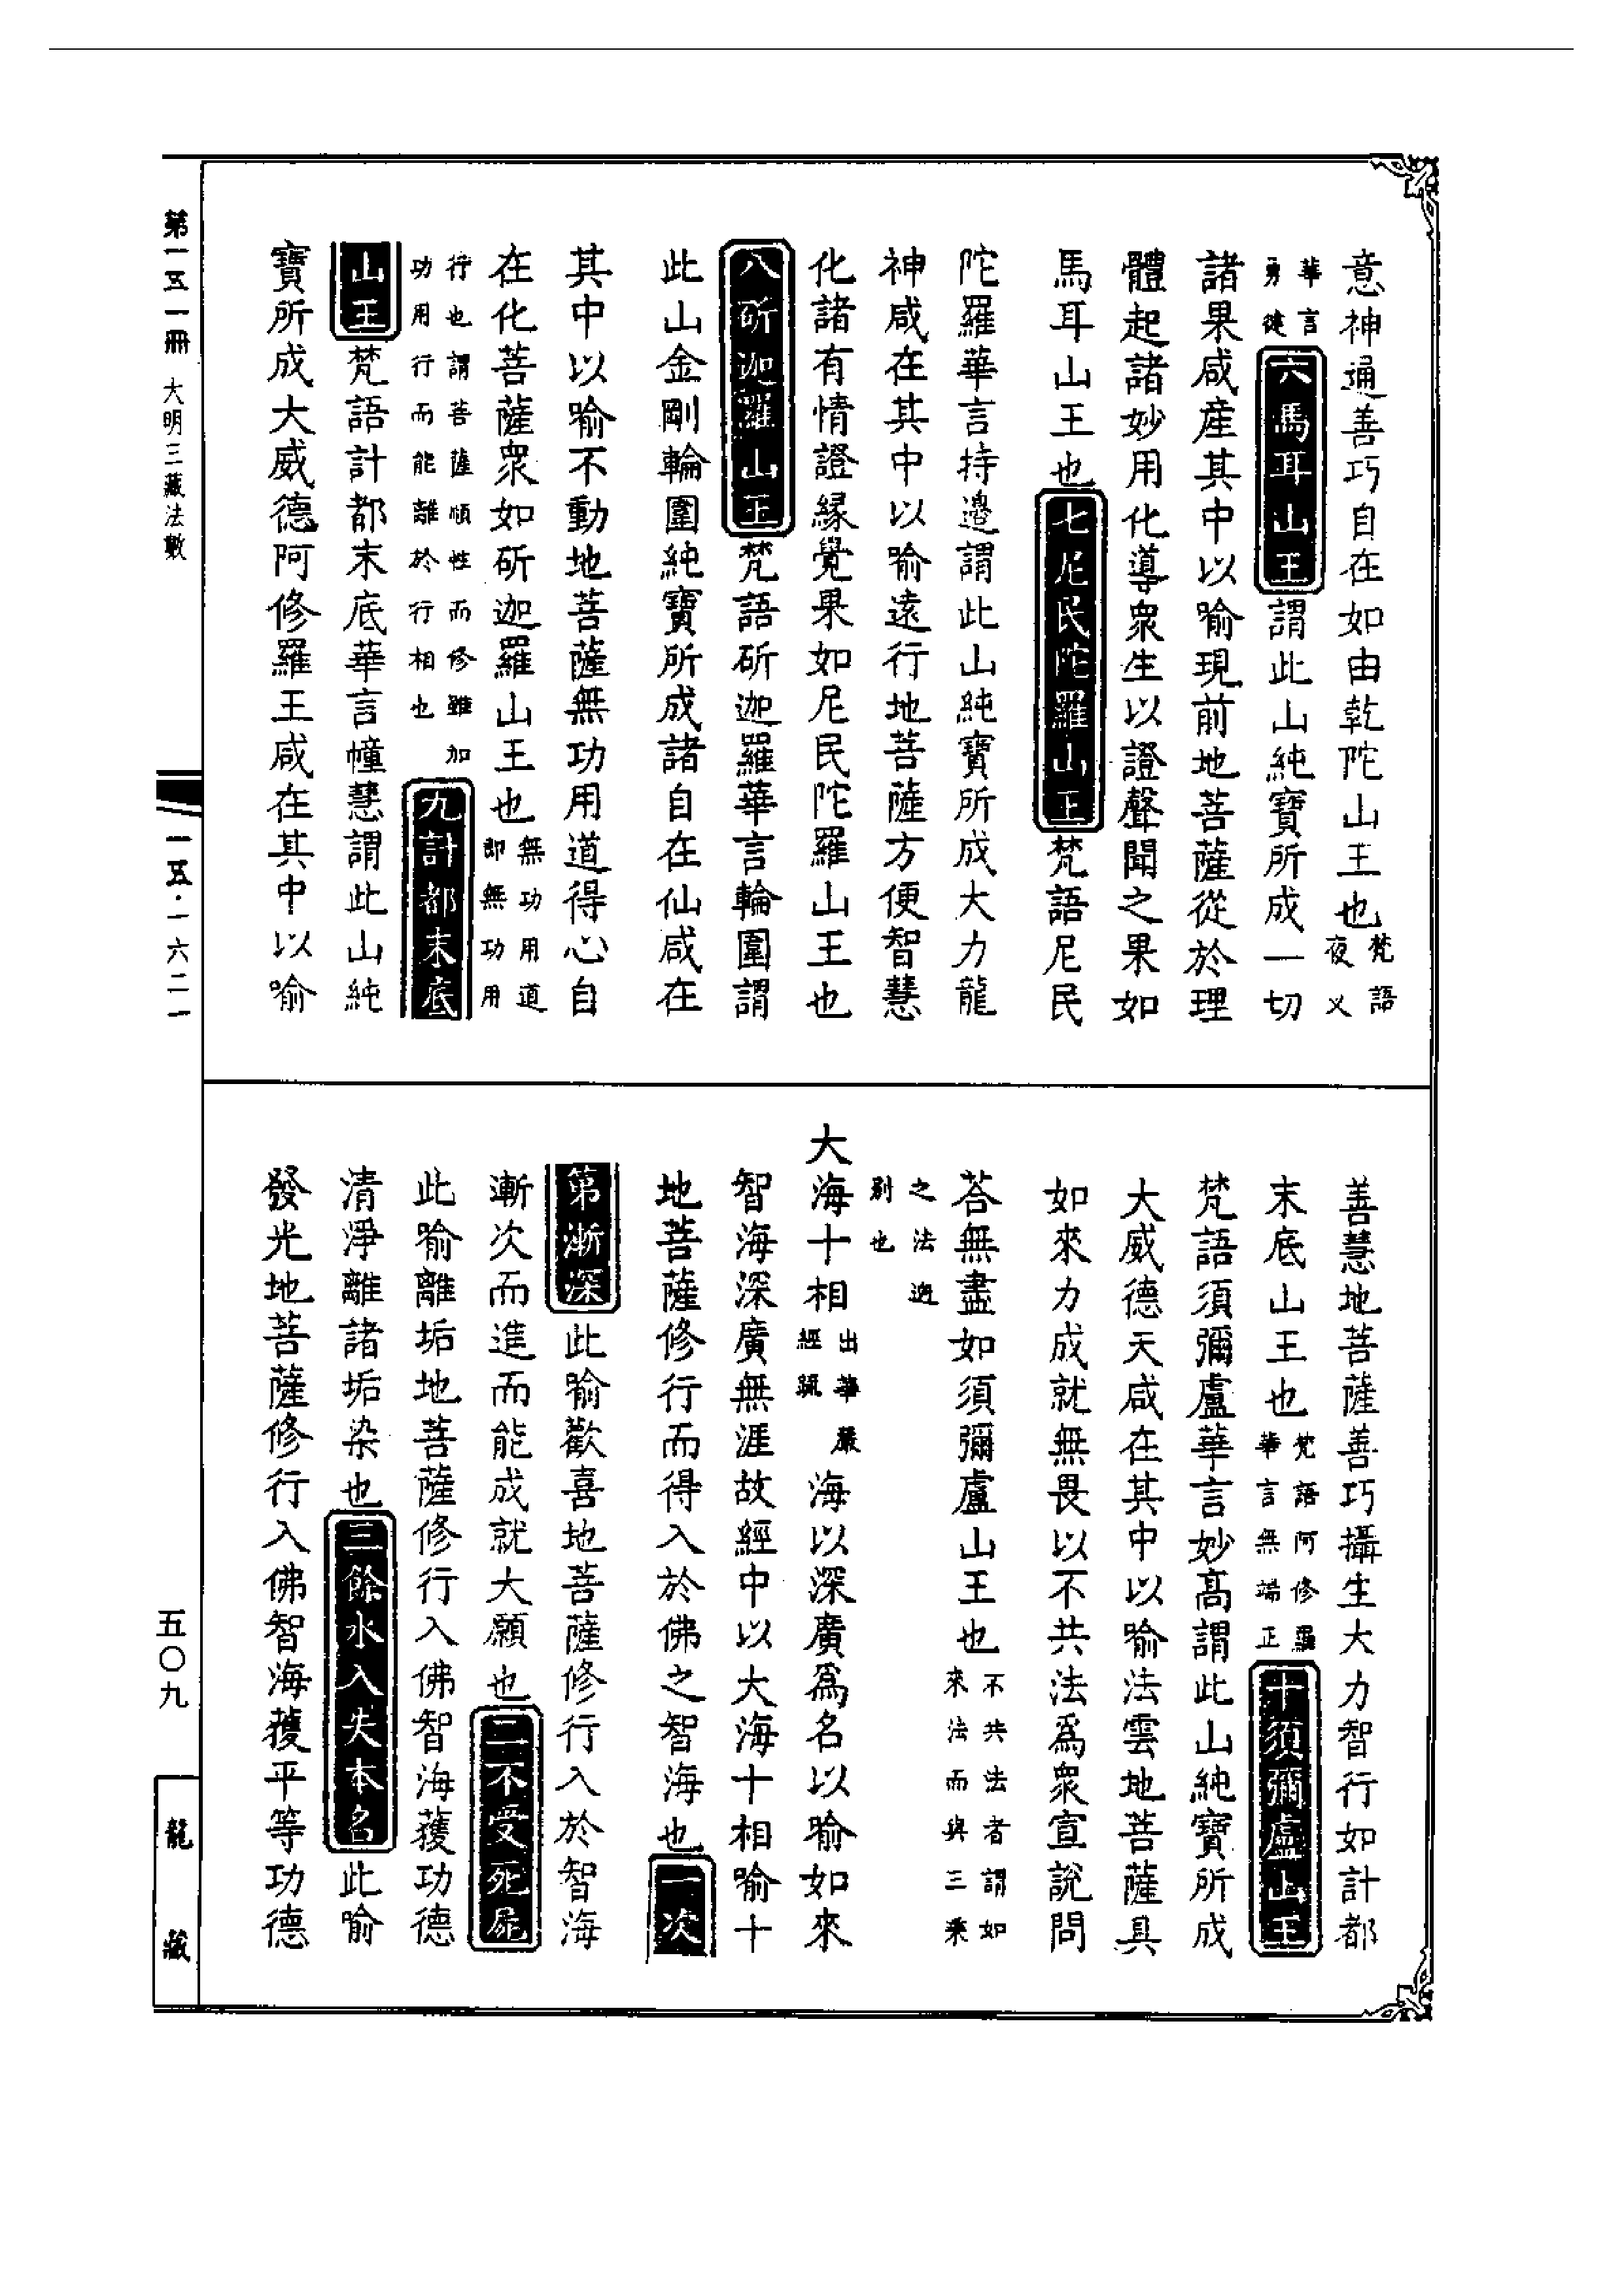 意神通善巧自在如由乾陀山王也梵語夜义
華言勇健六馬耳山王謂此山純寶所成一切
諸果咸產其中以喻現前地菩薩從於理
體起諸妙用化導衆生以證聲聞之果如
馬耳山王也七尼民陀羅山王梵語尼民
陀羅華言持邊謂此山純寶所成大力龍
神咸在其中以喻遠行地菩薩方便智慧
化諸有情證緣覺果如尼民陀羅山王也
八斫迦羅山王梵語斫迦羅華言輪圍謂
此山金剛輪圍純寶所成諸自在仙咸在
其中以喻不動地菩薩無功用道得心自
在化菩薩衆如斫迦羅山王也無功用道即無功用
行也謂菩薩順性而修雖加功用行而能離於行相也九計都末底
山王梵語計都末底華言幢慧謂此山純
寶所成大威德阿修羅王咸在其中以喻
善慧地菩薩善巧攝生大力智行如計都
末底山王也梵語阿修羅華言無端正十須彌盧山王
梵語須彌盧華言妙高謂此山純寶所成
大威德天咸在其中以喻法雲地菩薩具
如來力成就無畏以不共法爲衆宣說問
荅無盡如須彌盧山王也不共法者謂如來法而與三乘
之法逈别也
大海十相出華嚴經疏海以深廣爲名以喻如來
智海深廣無涯故經中以大海十相喻十
地菩薩修行而得入於佛之智海也一次
第漸深此喻歡喜地菩薩修行入於智海
漸次而進而能成就大願也二不受死屍
此喻離垢地菩薩修行入佛智海獲功德
清淨離諸垢染也三餘水入失本名此喻
發光地菩薩修行入佛智海獲平等功德
第一五一冊 大明三藏法數
一五·一六二一
五〇九
龍藏